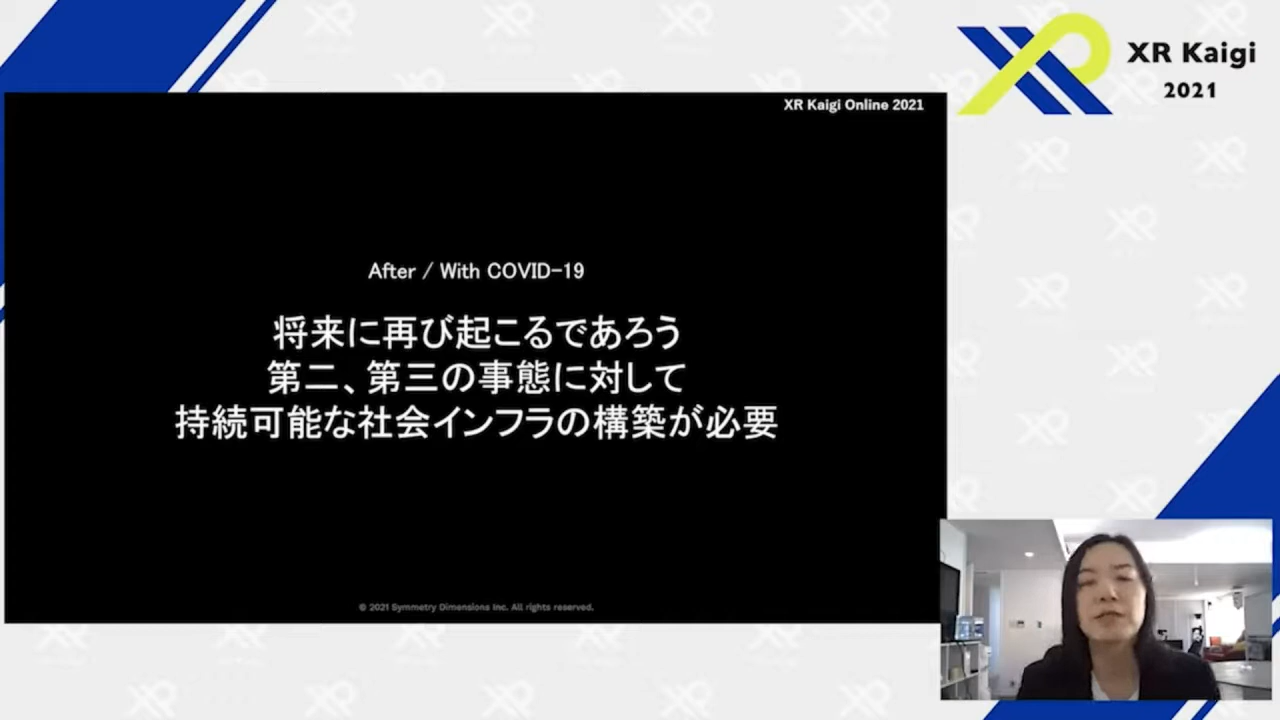 XR Kaigi
2021
XR Kaigi Online 2021
After / With COVID-19
将来に再び起こるであろう
第二、第三の事態に対して
持続可能な社会インフラの構築が必要
© 2021 Symmetry Dimensions Inc. All rights reserved.